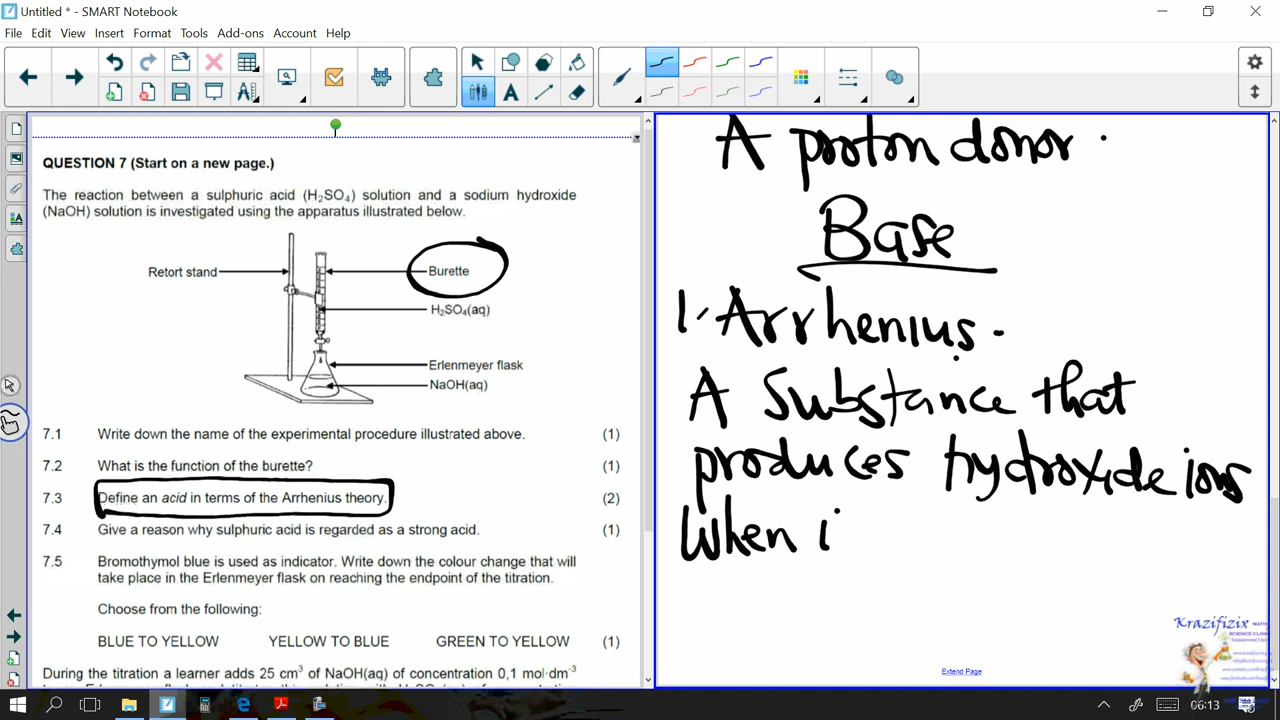 Untitled * - SMART Notebook
File Edit View Insert Format Tools Add-ons Account Help
QUESTION 7 (Start on a new page.)
The reaction between a sulphuric acid (H₂SO₄) solution and a sodium hydroxide
(NaOH) solution is investigated using the apparatus illustrated below.
Retort stand
Burette
H₂SO₄(aq)
Erlenmeyer flask
NaOH(aq)
7.1 Write down the name of the experimental procedure illustrated above. (1)
7.2 What is the function of the burette? (1)
7.3 Define an acid in terms of the Arrhenius theory. (2)
7.4 Give a reason why sulphuric acid is regarded as a strong acid. (1)
7.5 Bromothymol blue is used as indicator. Write down the colour change that will
take place in the Erlenmeyer flask on reaching the endpoint of the titration.
Choose from the following:
BLUE TO YELLOW YELLOW TO BLUE GREEN TO YELLOW (1)
During the titration a learner adds 25 cm³ of NaOH(aq) of concentration 0,1 mol·dm⁻³
A proton donor.
Base
1. Arrhenius.
A Substance that
produces hydroxide ions
When i
Krazifizix MATH
SCIENCE CLINIC
Extend Page
06:13